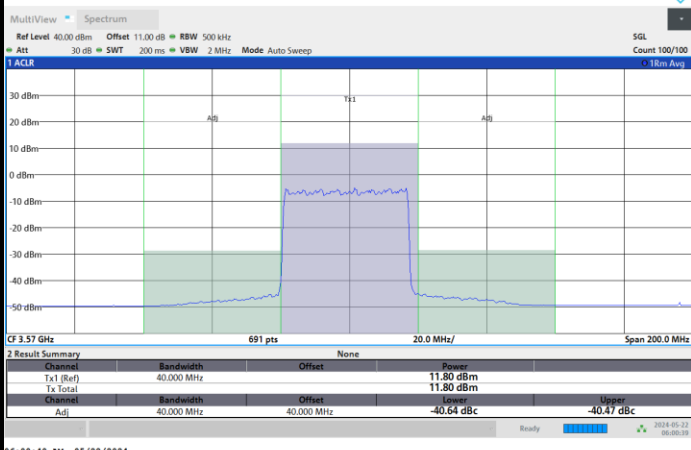 MultiView Spectrum
Ref Level 40.00 dBm Offset 11.00 dB RBW 500 kHz SGL
Att 30 dB SWT 200 ms VBW 2 MHz Mode Auto Sweep Count 100/100
1 ACLR 1Rm Avg
30 dBm
Tx1
20 dBm Adj Adj
10 dBm
0 dBm
-10 dBm
-20 dBm
-30 dBm
-40 dBm
-50 dBm
CF 3.57 GHz 691 pts 20.0 MHz/ Span 200.0 MHz
2 Result Summary None
Channel Bandwidth Offset Power
Tx1 (Ref) 40.000 MHz 11.80 dBm
Tx Total 11.80 dBm
Channel Bandwidth Offset Lower Upper
Adj 40.000 MHz 40.000 MHz -40.64 dBc -40.47 dBc
Ready 2024-05-22
06:00:39